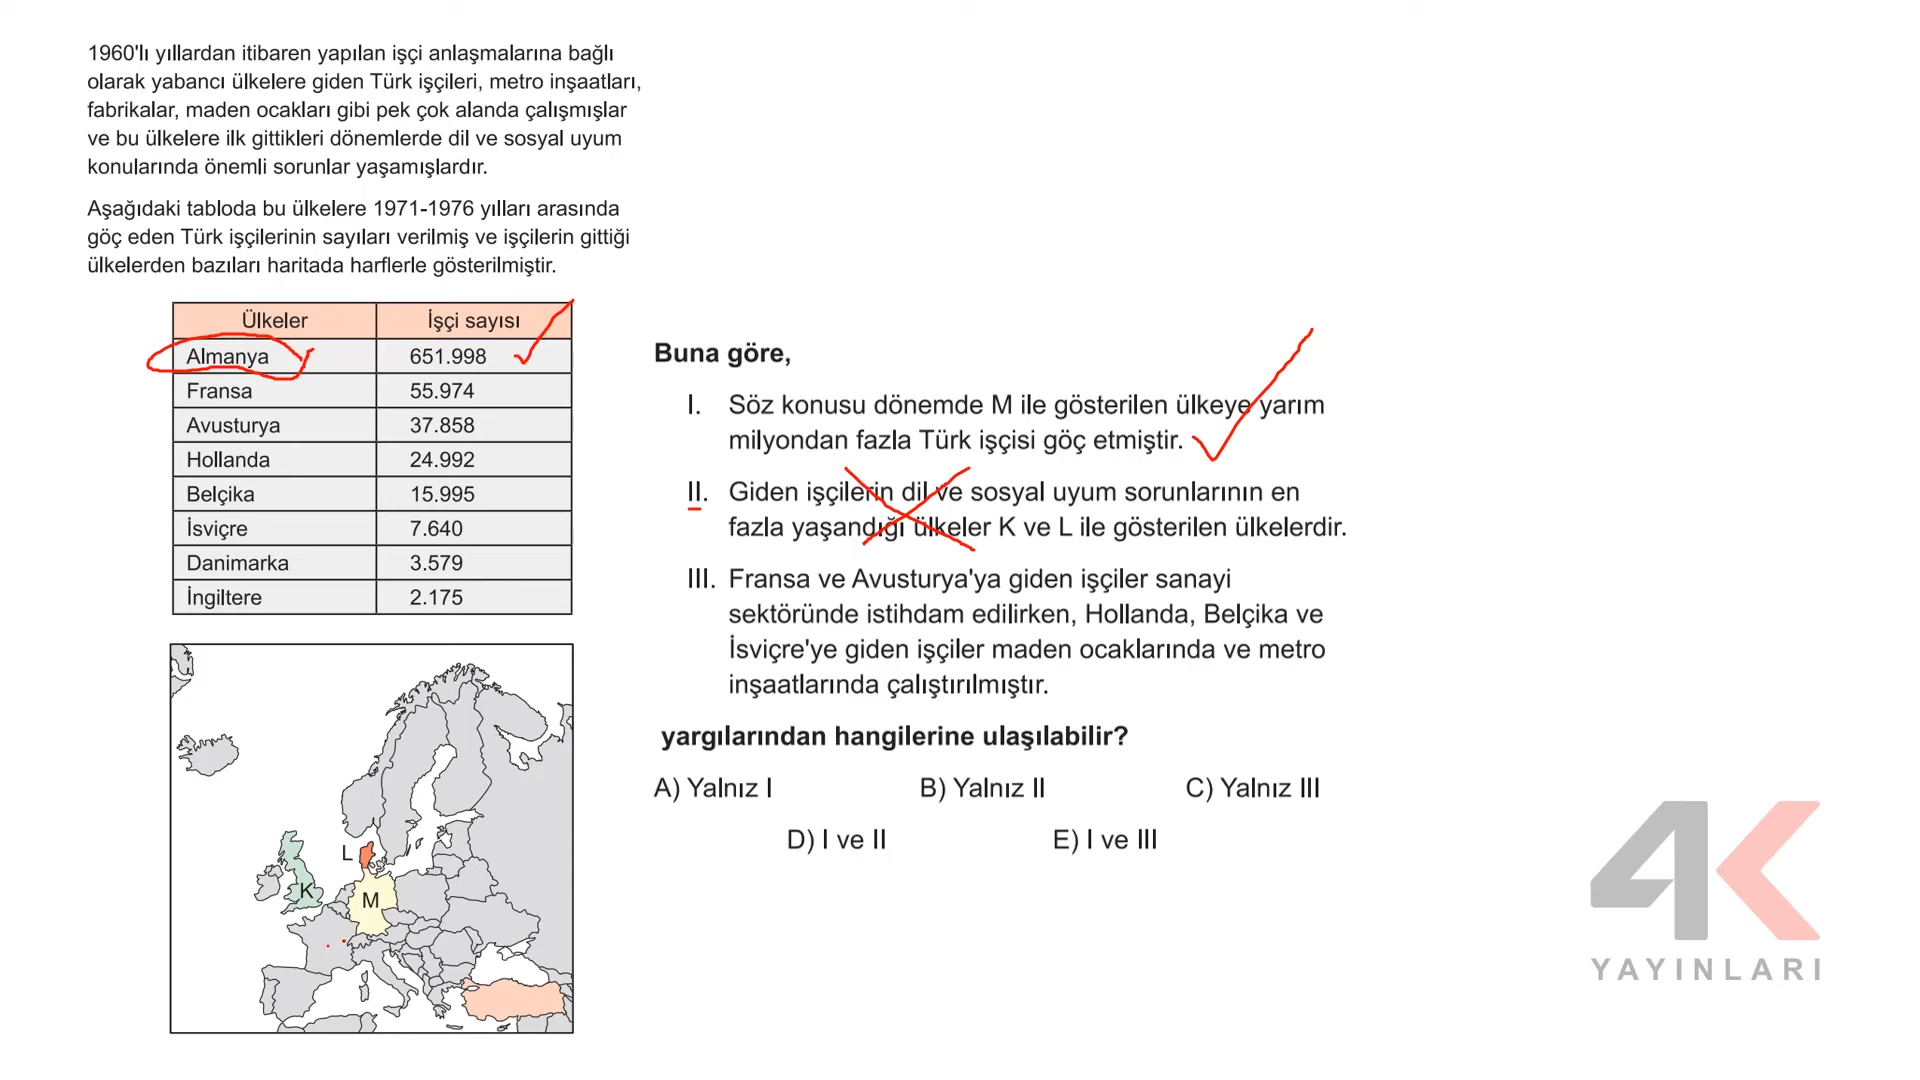 1960'lı yıllardan itibaren yapılan işçi anlaşmalarına bağlı
olarak yabancı ülkelere giden Türk işçileri, metro inşaatları,
fabrikalar, maden ocakları gibi pek çok alanda çalışmışlar
ve bu ülkelere ilk gittikleri dönemlerde dil ve sosyal uyum
konularında önemli sorunlar yaşamışlardır.
Aşağıdaki tabloda bu ülkelere 1971-1976 yılları arasında
göç eden Türk işçilerinin sayıları verilmiş ve işçilerin gittiği
ülkelerden bazıları haritada harflerle gösterilmiştir.
Ülkeler İşçi sayısı
Almanya 651.998
Fransa 55.974
Avusturya 37.858
Hollanda 24.992
Belçika 15.995
İsviçre 7.640
Danimarka 3.579
İngiltere 2.175
L
K
M
Buna göre,
I. Söz konusu dönemde M ile gösterilen ülkeye yarım
milyondan fazla Türk işçisi göç etmiştir.
II. Giden işçilerin dil ve sosyal uyum sorunlarının en
fazla yaşandığı ülkeler K ve L ile gösterilen ülkelerdir.
III. Fransa ve Avusturya'ya giden işçiler sanayi
sektöründe istihdam edilirken, Hollanda, Belçika ve
İsviçre'ye giden işçiler maden ocaklarında ve metro
inşaatlarında çalıştırılmıştır.
yargılarından hangilerine ulaşılabilir?
A) Yalnız I B) Yalnız II C) Yalnız III
D) I ve II E) I ve III
4K
YAYINLARI